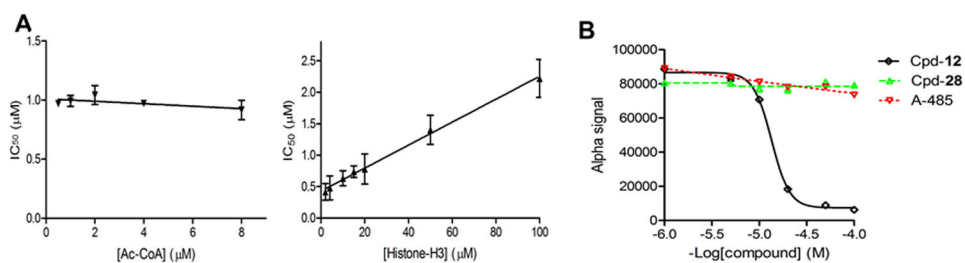 A
B
1.5
1.0
0.5
0.0
IC50 (µM)
0
2
4
6
8
[Ac-CoA] (µM)
2.5
2.0
1.5
1.0
0.5
0.0
IC50 (µM)
20
40
60
80
100
[Histone-H3] (µM)
100000
80000
60000
40000
20000
0
Alpha signal
-6.0
-5.5
-5.0
-4.5
-4.0
-Log[compound] (M)
Cpd-12
Cpd-28
A-485